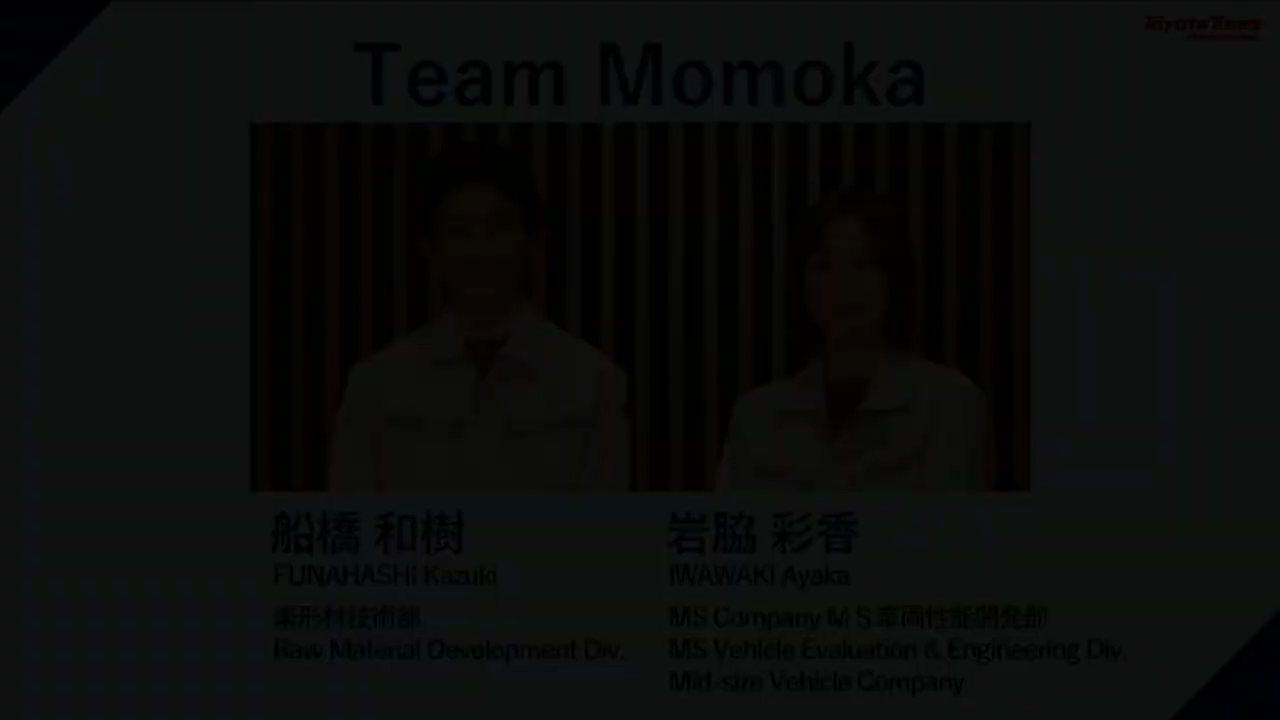 Toyota Times
Team Momoka
船橋 和樹
FUNAHASHI Kazuki
素形材技術部
Raw Material Development Div.
岩脇 彩香
IWAWAKI Ayaka
MS Company M S 車両性能開発部
MS Vehicle Evaluation & Engineering Div.
Mid-size Vehicle Company